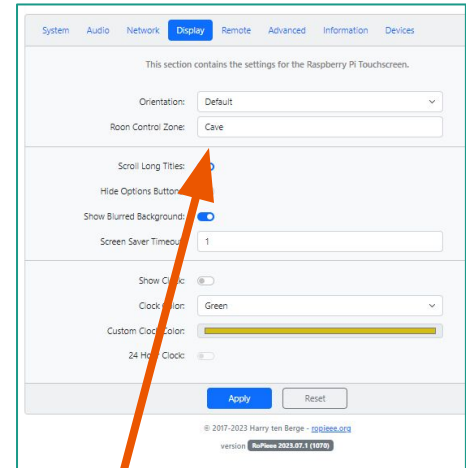 System Audio Network Display Remote Advanced Information Devices
This section contains the settings for the Raspberry Pi Touchscreen.
Orientation: Default
Roon Control Zone: Cave
Scroll Long Titles:
Hide Options Button
Show Blurred Background:
Screen Saver Timeout 1
Show Clock:
Clock Color: Green
Custom Clock Color:
24 Hour Clock:
Apply Reset
© 2017-2023 Harry ten Berge - ropieee.org
version RoPieee 2023.07.1 (1070)